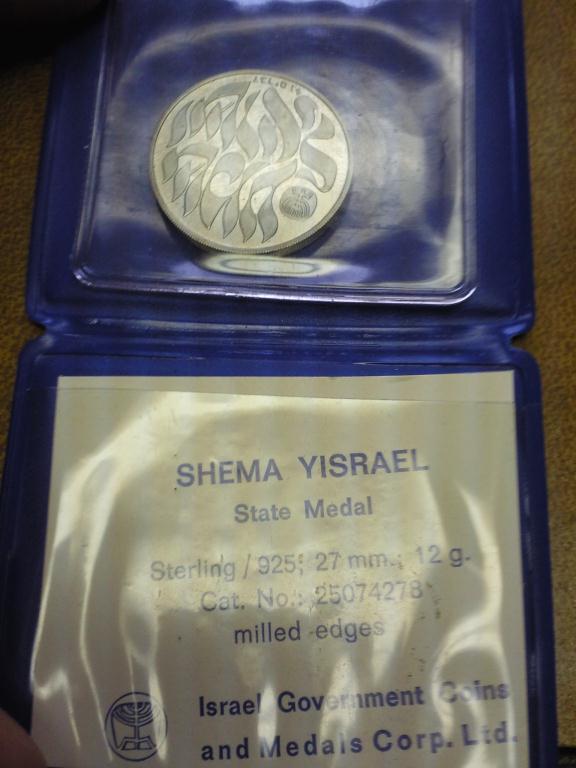 SHEMA YISRAEL
State Medal
Sterling / 925; 27 mm.; 12 g.
Cat. No.: 25074278
milled edges
Israel Government Coins
and Medals Corp. Ltd.